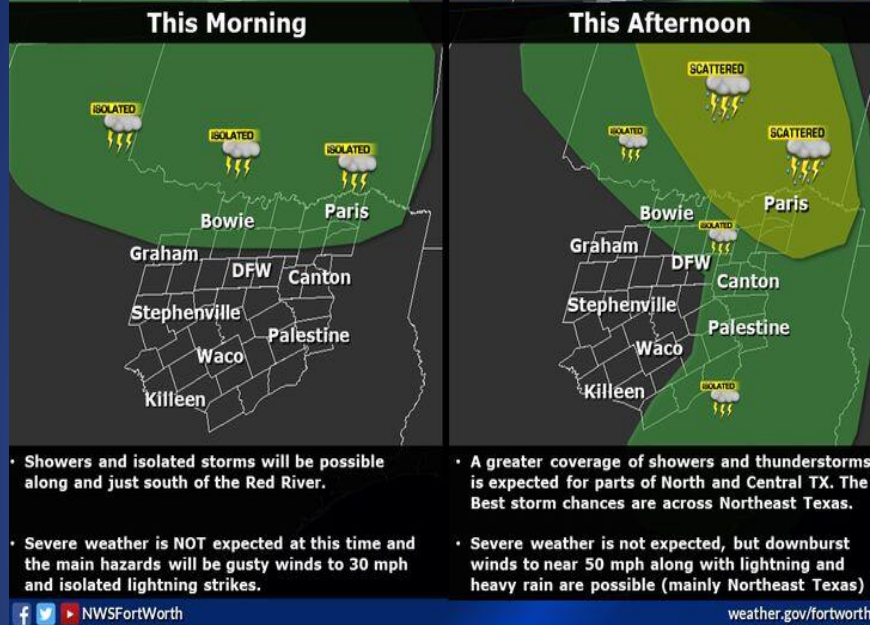 This Morning
ISOLATED
ISOLATED
ISOLATED
Bowie
Paris
Graham
DFW
Canton
Stephenville
Palestine
Waco
Killeen
• Showers and isolated storms will be possible
along and just south of the Red River.
• Severe weather is NOT expected at this time and
the main hazards will be gusty winds to 30 mph
and isolated lightning strikes.
This Afternoon
SCATTERED
ISOLATED
SCATTERED
Bowie
Paris
ISOLATED
Graham
DFW
Canton
Stephenville
Palestine
Waco
Killeen
ISOLATED
• A greater coverage of showers and thunderstorms
is expected for parts of North and Central TX. The
Best storm chances are across Northeast Texas.
• Severe weather is not expected, but downburst
winds to near 50 mph along with lightning and
heavy rain are possible (mainly Northeast Texas)
NWSFortWorth
weather.gov/fortworth